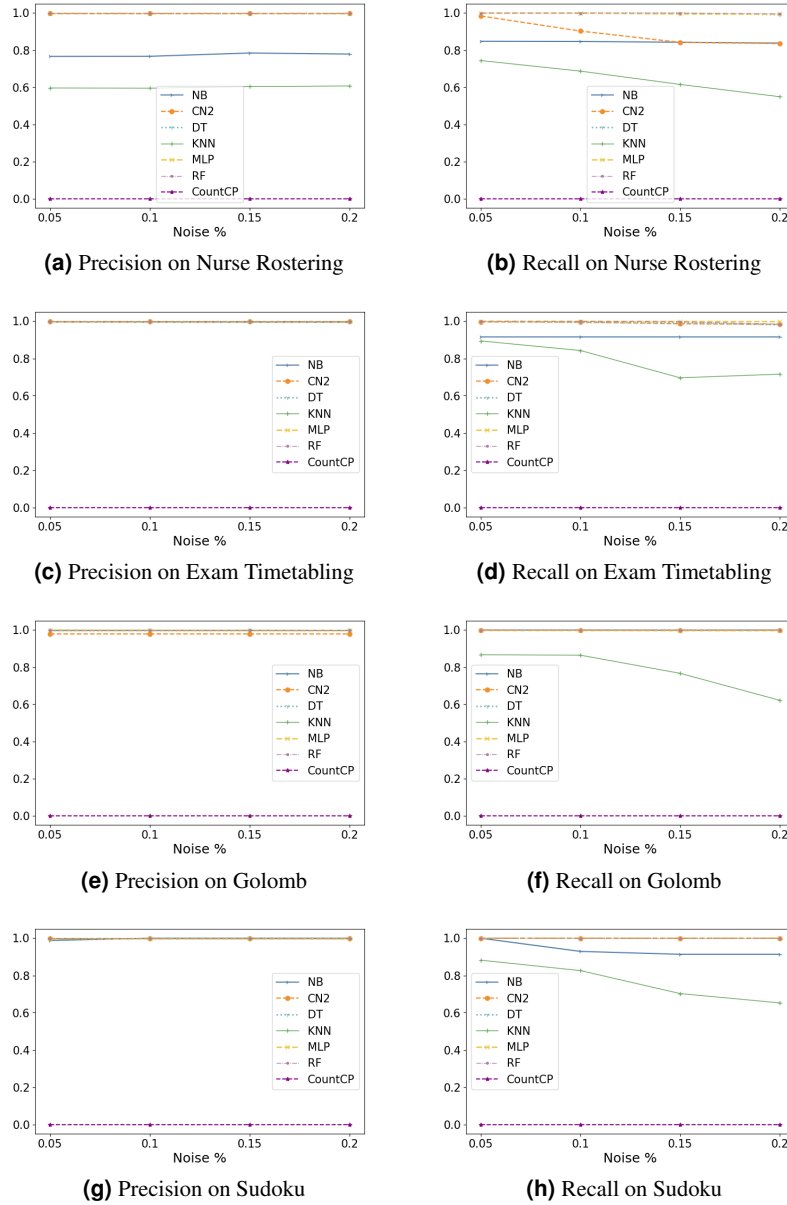 1.0
0.8
0.6
0.4
0.2
0.0
NB
CN2
DT
KNN
MLP
RF
CountCP
0.05 0.1 0.15 0.2
Noise %
(a) Precision on Nurse Rostering
1.0
0.8
0.6
0.4
0.2
0.0
NB
CN2
DT
KNN
MLP
RF
CountCP
0.05 0.1 0.15 0.2
Noise %
(b) Recall on Nurse Rostering
1.0
0.8
0.6
0.4
0.2
0.0
NB
CN2
DT
KNN
MLP
RF
CountCP
0.05 0.1 0.15 0.2
Noise %
(c) Precision on Exam Timetabling
1.0
0.8
0.6
0.4
0.2
0.0
NB
CN2
DT
KNN
MLP
RF
CountCP
0.05 0.1 0.15 0.2
Noise %
(d) Recall on Exam Timetabling
1.0
0.8
0.6
0.4
0.2
0.0
NB
CN2
DT
KNN
MLP
RF
CountCP
0.05 0.1 0.15 0.2
Noise %
(e) Precision on Golomb
1.0
0.8
0.6
0.4
0.2
0.0
NB
CN2
DT
KNN
MLP
RF
CountCP
0.05 0.1 0.15 0.2
Noise %
(f) Recall on Golomb
1.0
0.8
0.6
0.4
0.2
0.0
NB
CN2
DT
KNN
MLP
RF
CountCP
0.05 0.1 0.15 0.2
Noise %
(g) Precision on Sudoku
1.0
0.8
0.6
0.4
0.2
0.0
NB
CN2
DT
KNN
MLP
RF
CountCP
0.05 0.1 0.15 0.2
Noise %
(h) Recall on Sudoku